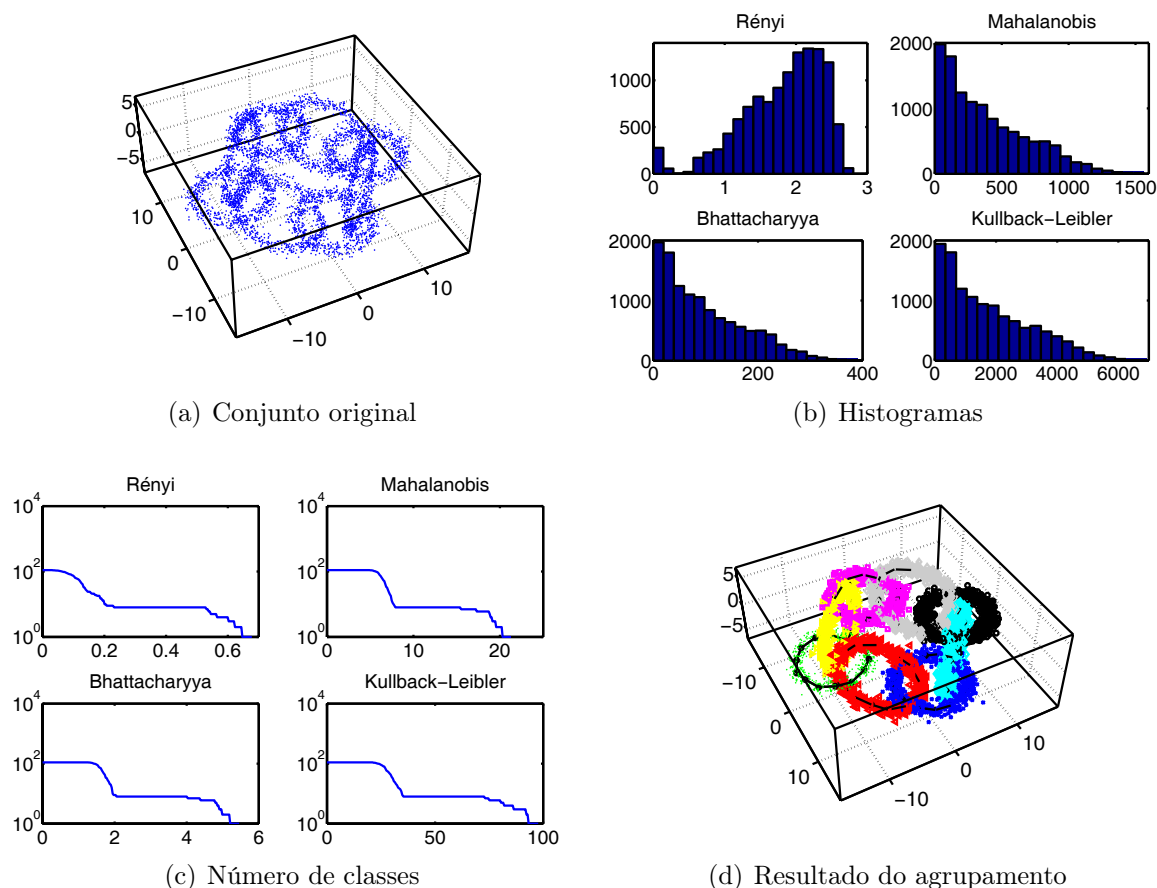 5
0
−5
10
0
−10
−10
0
10
(a) Conjunto original
Rényi
1000
500
0
0 1 2 3
Mahalanobis
2000
1000
0
0 500 1000 1500
Bhattacharyya
2000
1000
0
0 200 400
Kullback−Leibler
2000
1000
0
0 2000 4000 6000
(b) Histogramas
Rényi
10^4
10^2
10^0
0 0.2 0.4 0.6
Mahalanobis
10^4
10^2
10^0
0 10 20
Bhattacharyya
10^4
10^2
10^0
0 2 4 6
Kullback−Leibler
10^4
10^2
10^0
0 50 100
(c) Número de classes
5
0
−5
−10
0
10
−10
0
10
(d) Resultado do agrupamento